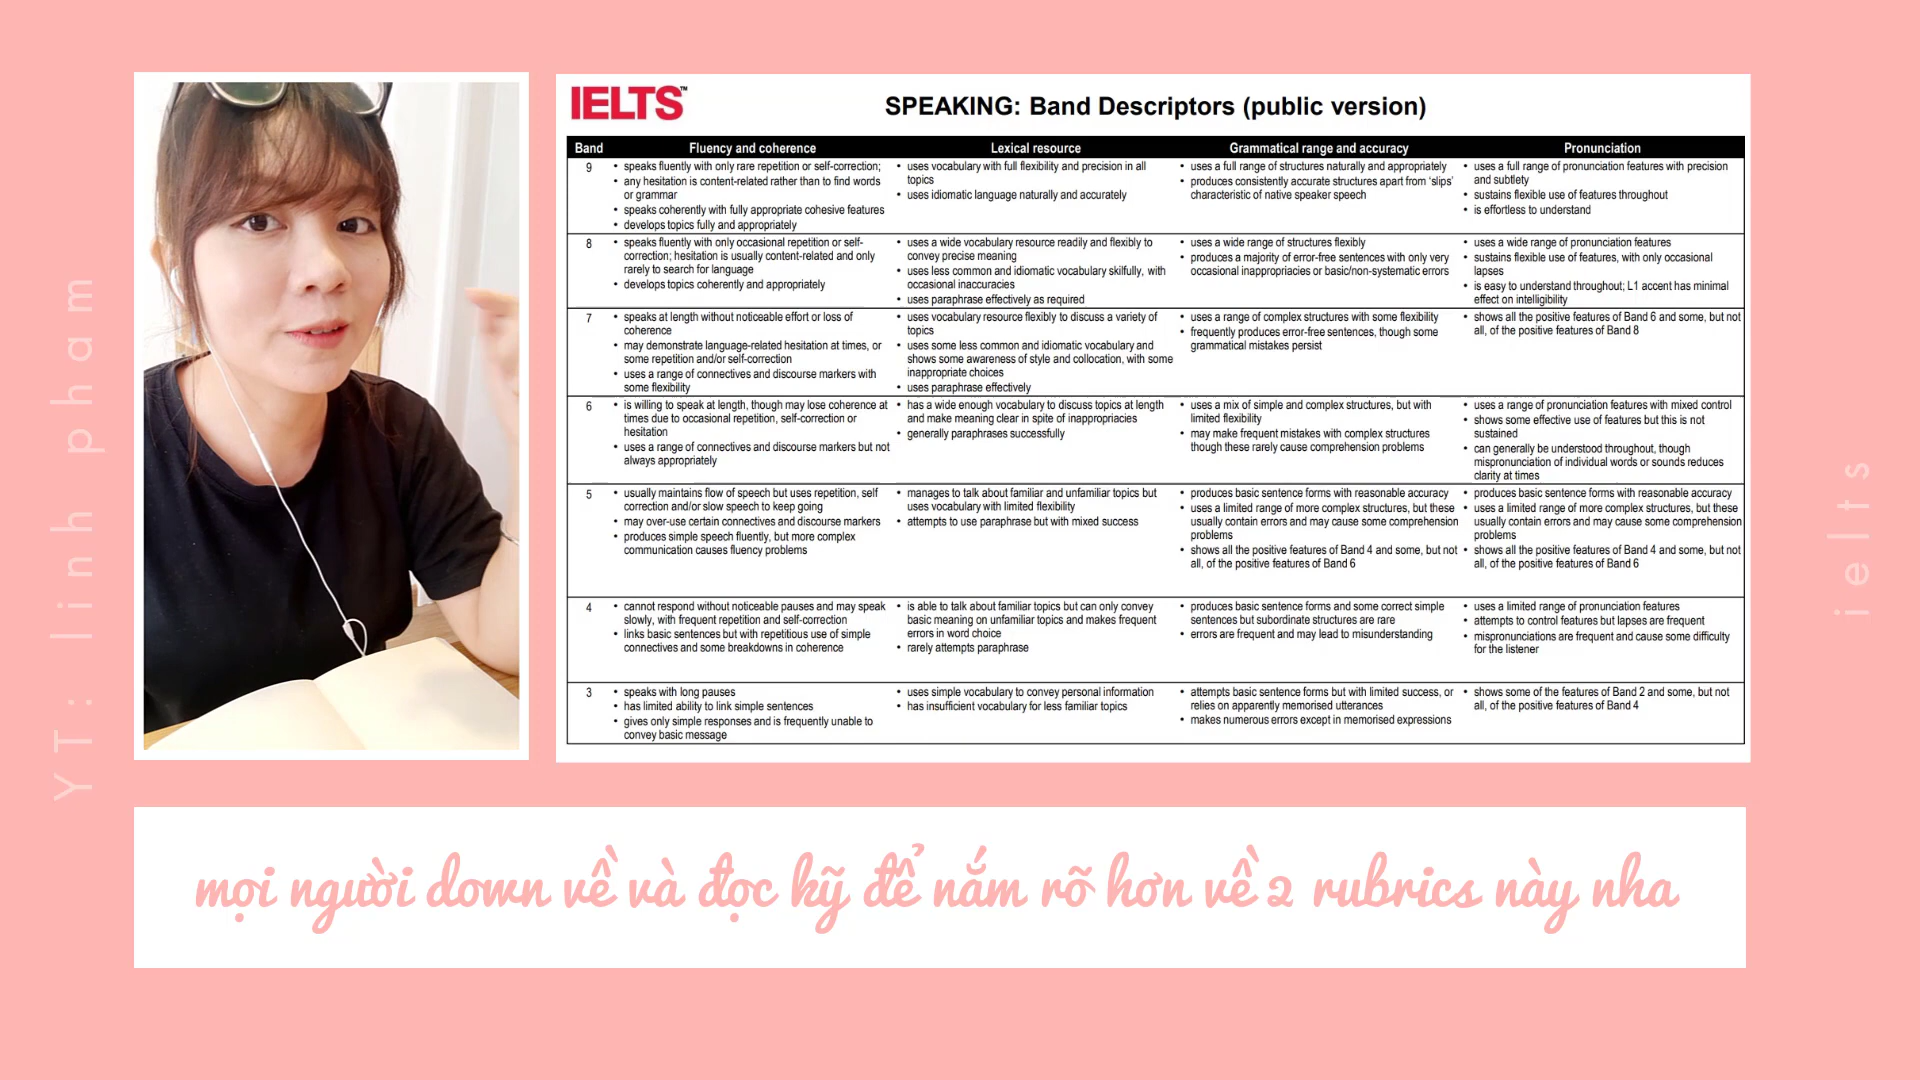 YT: linh pham
IELTS™
SPEAKING: Band Descriptors (public version)
Band Fluency and coherence Lexical resource Grammatical range and accuracy Pronunciation
9
• speaks fluently with only rare repetition or self-correction;
• any hesitation is content-related rather than to find words
or grammar
• speaks coherently with fully appropriate cohesive features
• develops topics fully and appropriately
• uses vocabulary with full flexibility and precision in all
topics
• uses idiomatic language naturally and accurately
• uses a full range of structures naturally and appropriately
• produces consistently accurate structures apart from ‘slips’
characteristic of native speaker speech
• uses a full range of pronunciation features with precision
and subtlety
• sustains flexible use of features throughout
• is effortless to understand
8
• speaks fluently with only occasional repetition or self-
correction; hesitation is usually content-related and only
rarely to search for language
• develops topics coherently and appropriately
• uses a wide vocabulary resource readily and flexibly to
convey precise meaning
• uses less common and idiomatic vocabulary skilfully, with
occasional inaccuracies
• uses paraphrase effectively as required
• uses a wide range of structures flexibly
• produces a majority of error-free sentences with only very
occasional inappropriacies or basic/non-systematic errors
• uses a wide range of pronunciation features
• sustains flexible use of features, with only occasional
lapses
• is easy to understand throughout; L1 accent has minimal
effect on intelligibility
7
• speaks at length without noticeable effort or loss of
coherence
• may demonstrate language-related hesitation at times, or
some repetition and/or self-correction
• uses a range of connectives and discourse markers with
some flexibility
• uses vocabulary resource flexibly to discuss a variety of
topics
• uses some less common and idiomatic vocabulary and
shows some awareness of style and collocation, with some
inappropriate choices
• uses paraphrase effectively
• uses a range of complex structures with some flexibility
• frequently produces error-free sentences, though some
grammatical mistakes persist
• shows all the positive features of Band 6 and some, but not
all, of the positive features of Band 8
6
• is willing to speak at length, though may lose coherence at
times due to occasional repetition, self-correction or
hesitation
• uses a range of connectives and discourse markers but not
always appropriately
• has a wide enough vocabulary to discuss topics at length
and make meaning clear in spite of inappropriacies
• generally paraphrases successfully
• uses a mix of simple and complex structures, but with
limited flexibility
• may make frequent mistakes with complex structures
though these rarely cause comprehension problems
• uses a range of pronunciation features with mixed control
• shows some effective use of features but this is not
sustained
• can generally be understood throughout, though
mispronunciation of individual words or sounds reduces
clarity at times
5
• usually maintains flow of speech but uses repetition, self
correction and/or slow speech to keep going
• may over-use certain connectives and discourse markers
• produces simple speech fluently, but more complex
communication causes fluency problems
• manages to talk about familiar and unfamiliar topics but
uses vocabulary with limited flexibility
• attempts to use paraphrase but with mixed success
• produces basic sentence forms with reasonable accuracy
• uses a limited range of more complex structures, but these
usually contain errors and may cause some comprehension
problems
• shows all the positive features of Band 4 and some, but not
all, of the positive features of Band 6
• produces basic sentence forms with reasonable accuracy
• uses a limited range of more complex structures, but these
usually contain errors and may cause some comprehension
problems
• shows all the positive features of Band 4 and some, but not
all, of the positive features of Band 6
4
• cannot respond without noticeable pauses and may speak
slowly, with frequent repetition and self-correction
• links basic sentences but with repetitious use of simple
connectives and some breakdowns in coherence
• is able to talk about familiar topics but can only convey
basic meaning on unfamiliar topics and makes frequent
errors in word choice
• rarely attempts paraphrase
• produces basic sentence forms and some correct simple
sentences but subordinate structures are rare
• errors are frequent and may lead to misunderstanding
• uses a limited range of pronunciation features
• attempts to control features but lapses are frequent
• mispronunciations are frequent and cause some difficulty
for the listener
3
• speaks with long pauses
• has limited ability to link simple sentences
• gives only simple responses and is frequently unable to
convey basic message
• uses simple vocabulary to convey personal information
• has insufficient vocabulary for less familiar topics
• attempts basic sentence forms but with limited success, or
relies on apparently memorised utterances
• makes numerous errors except in memorised expressions
• shows some of the features of Band 2 and some, but not
all, of the positive features of Band 4
ielts
mọi người down về và đọc kỹ để nắm rõ hơn về 2 rubrics này nha